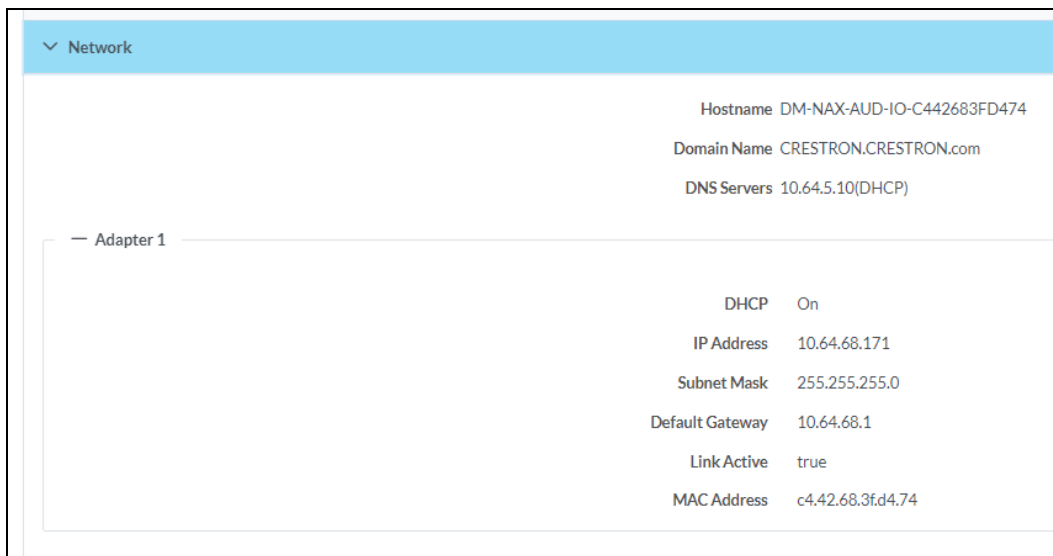 Network
Hostname DM-NAX-AUD-IO-C442683FD474
Domain Name CRESTRON.CRESTRON.com
DNS Servers 10.64.5.10(DHCP)
Adapter 1
DHCP On
IP Address 10.64.68.171
Subnet Mask 255.255.255.0
Default Gateway 10.64.68.1
Link Active true
MAC Address c4.42.68.3f.d4.74